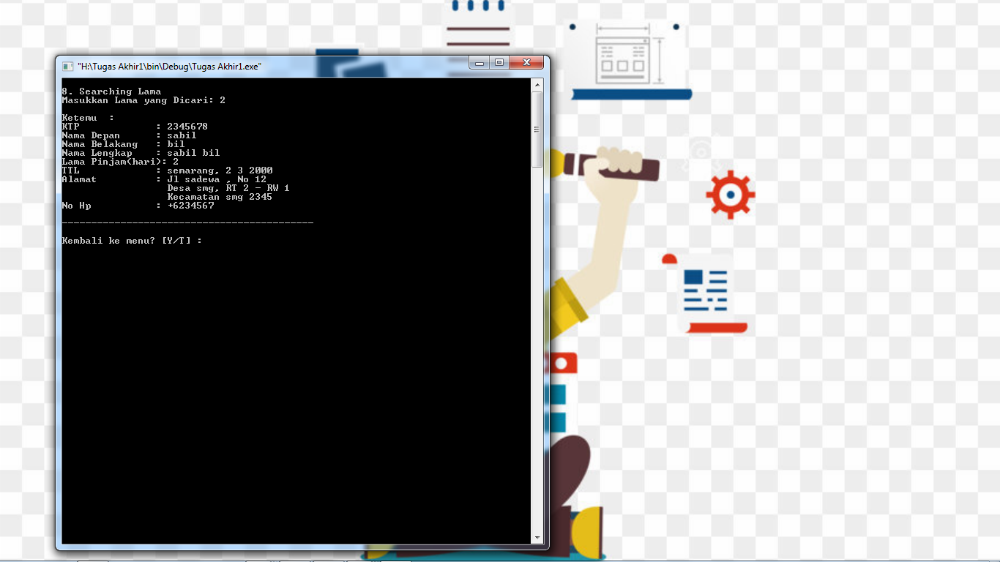 "H:\Tugas Akhir1\bin\Debug\Tugas Akhir1.exe"
8. Searching Lama
Masukkan Lama yang Dicari: 2
Ketemu  :
KTP             : 2345678
Nama Depan      : sabil
Nama Belakang   : bil
Nama Lengkap    : sabil bil
Lama Pinjam(hari): 2
TTL             : semarang, 2 3 2000
Alamat          : Jl sadewa , No 12
                  Desa smg, RT 2 - RW 1
                  Kecamatan smg 2345
No Hp           : +6234567
-------------------------------------------
Kembali ke menu? [Y/T] :